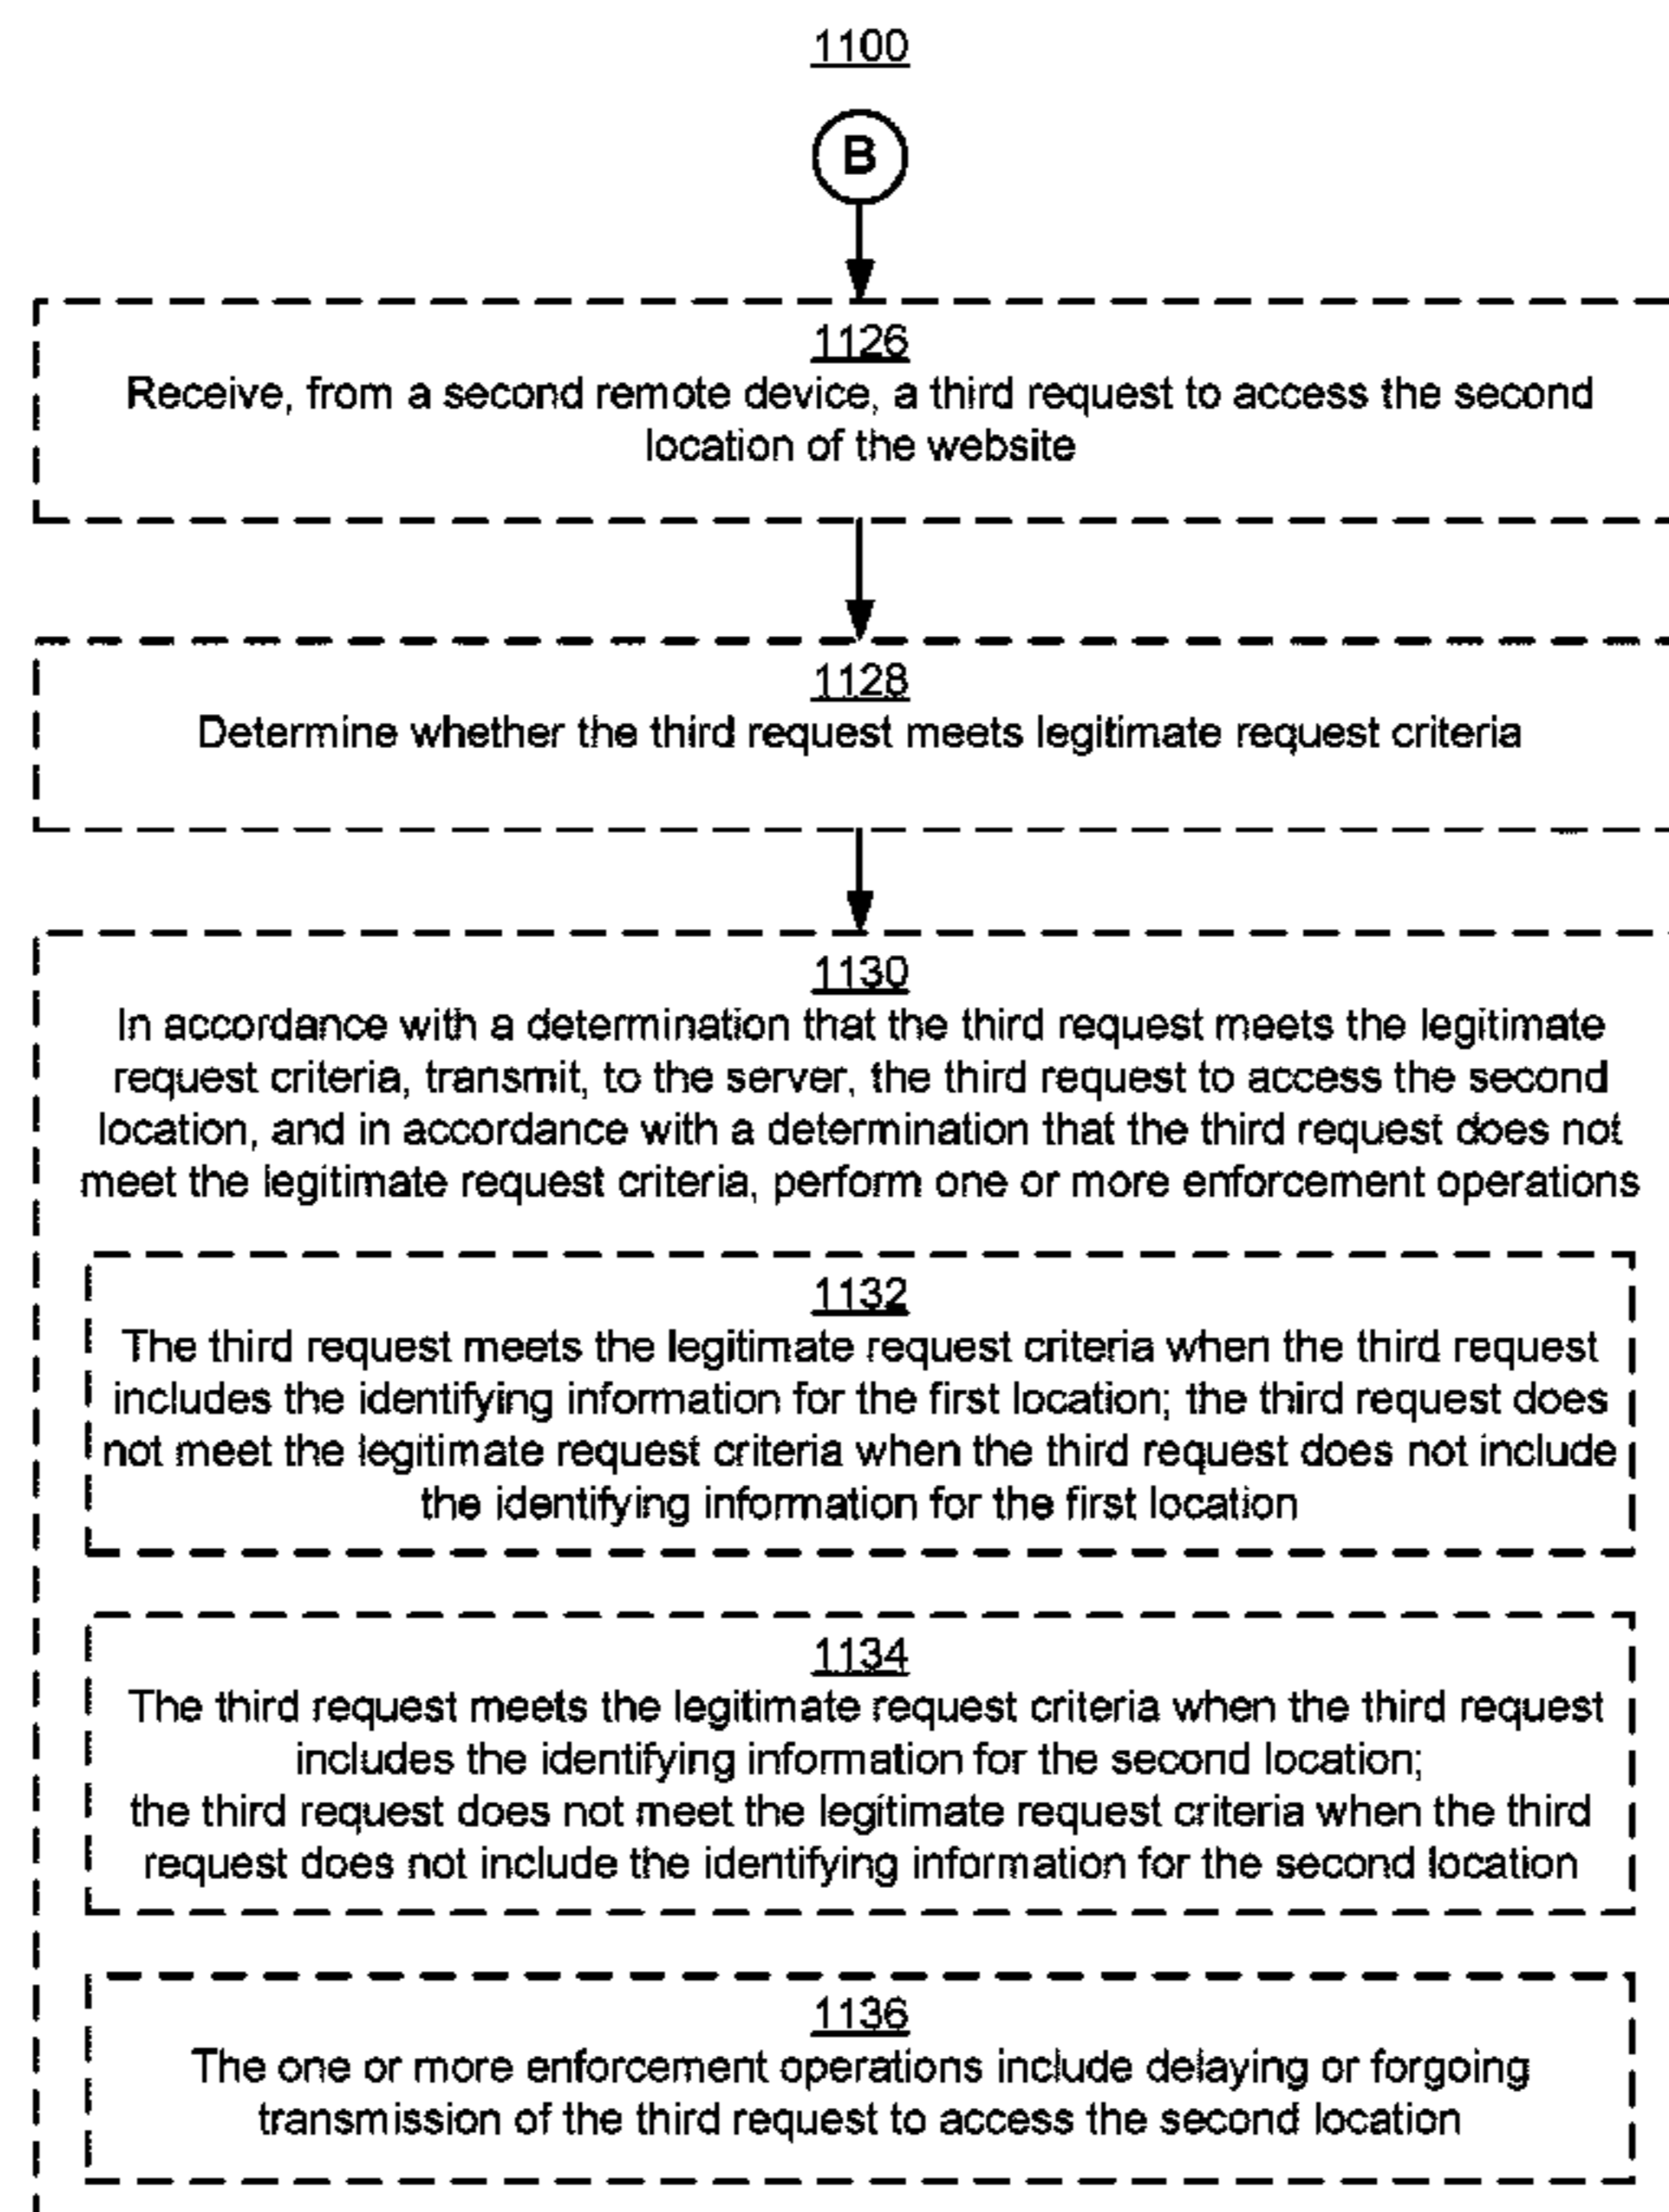 1100
B
1126
Receive, from a second remote device, a third request to access the second
location of the website
1128
Determine whether the third request meets legitimate request criteria
1130
In accordance with a determination that the third request meets the legitimate
request criteria, transmit, to the server, the third request to access the second
location, and in accordance with a determination that the third request does not
meet the legitimate request criteria, perform one or more enforcement operations
1132
The third request meets the legitimate request criteria when the third request
includes the identifying information for the first location; the third request does
not meet the legitimate request criteria when the third request does not include
the identifying information for the first location
1134
The third request meets the legitimate request criteria when the third request
includes the identifying information for the second location;
the third request does not meet the legitimate request criteria when the third
request does not include the identifying information for the second location
1136
The one or more enforcement operations include delaying or forgoing
transmission of the third request to access the second location